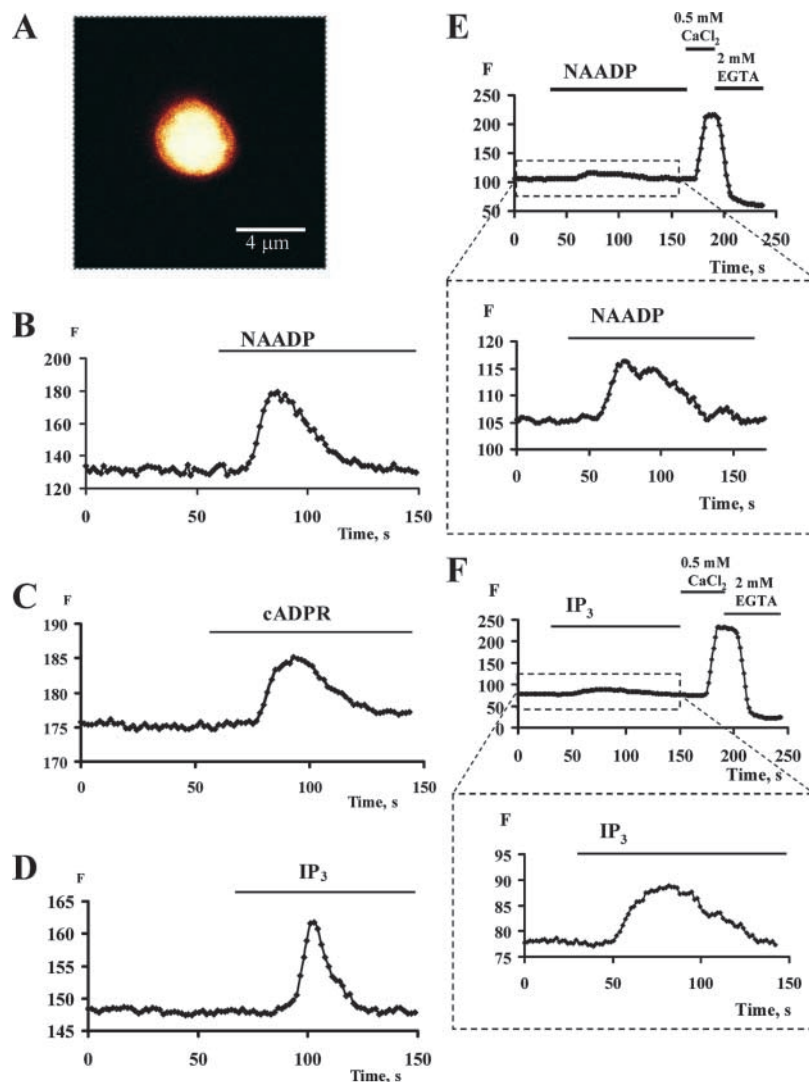 A
4 μm
B
F
NAADP
200
180
160
140
120
0 50 100 150
Time, s
C
F
cADPR
190
185
180
175
170
0 50 100 150
Time, s
D
F
IP3
165
160
155
150
145
0 50 100 150
Time, s
E
0.5 mM
CaCl2
2 mM
EGTA
F
NAADP
250
200
150
100
50
0 50 100 150 200 250
Time, s
F
NAADP
120
115
110
105
100
0 50 100 150
Time, s
F
0.5 mM
CaCl2
2 mM
EGTA
F
IP3
250
200
150
100
50
0
0 50 100 150 200 250
Time, s
F
IP3
95
90
85
80
75
70
0 50 100 150
Time, s